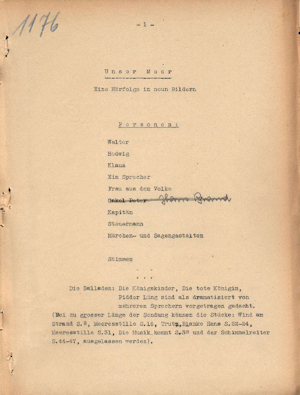 1176
- 1 -
Unser Meer
Eine Hörfolge in neun Bildern
Personen:
Walter
Hedwig
Klaus
Ein Sprecher
Frau aus dem Volke
Onkel Peter
Kapitän
Steuermann
Märchen- und Sagengestalten
Stimmen
. . .
Die Balladen: Die Königskinder, Die tote Königin,
Pidder Lüng sind als dramatisiert von
mehreren Sprechern vorgetragen gedacht.
(Bei zu grosser Länge der Sendung können die Stücke: Wind am
Strand S.9, Meeresstille S.16, Trutz, Blanke Hans S.23-24,
Meeresstille S.31, Die Musik kommt S.38 und der Schimmelreiter
S.44-47, ausgelassen werden).